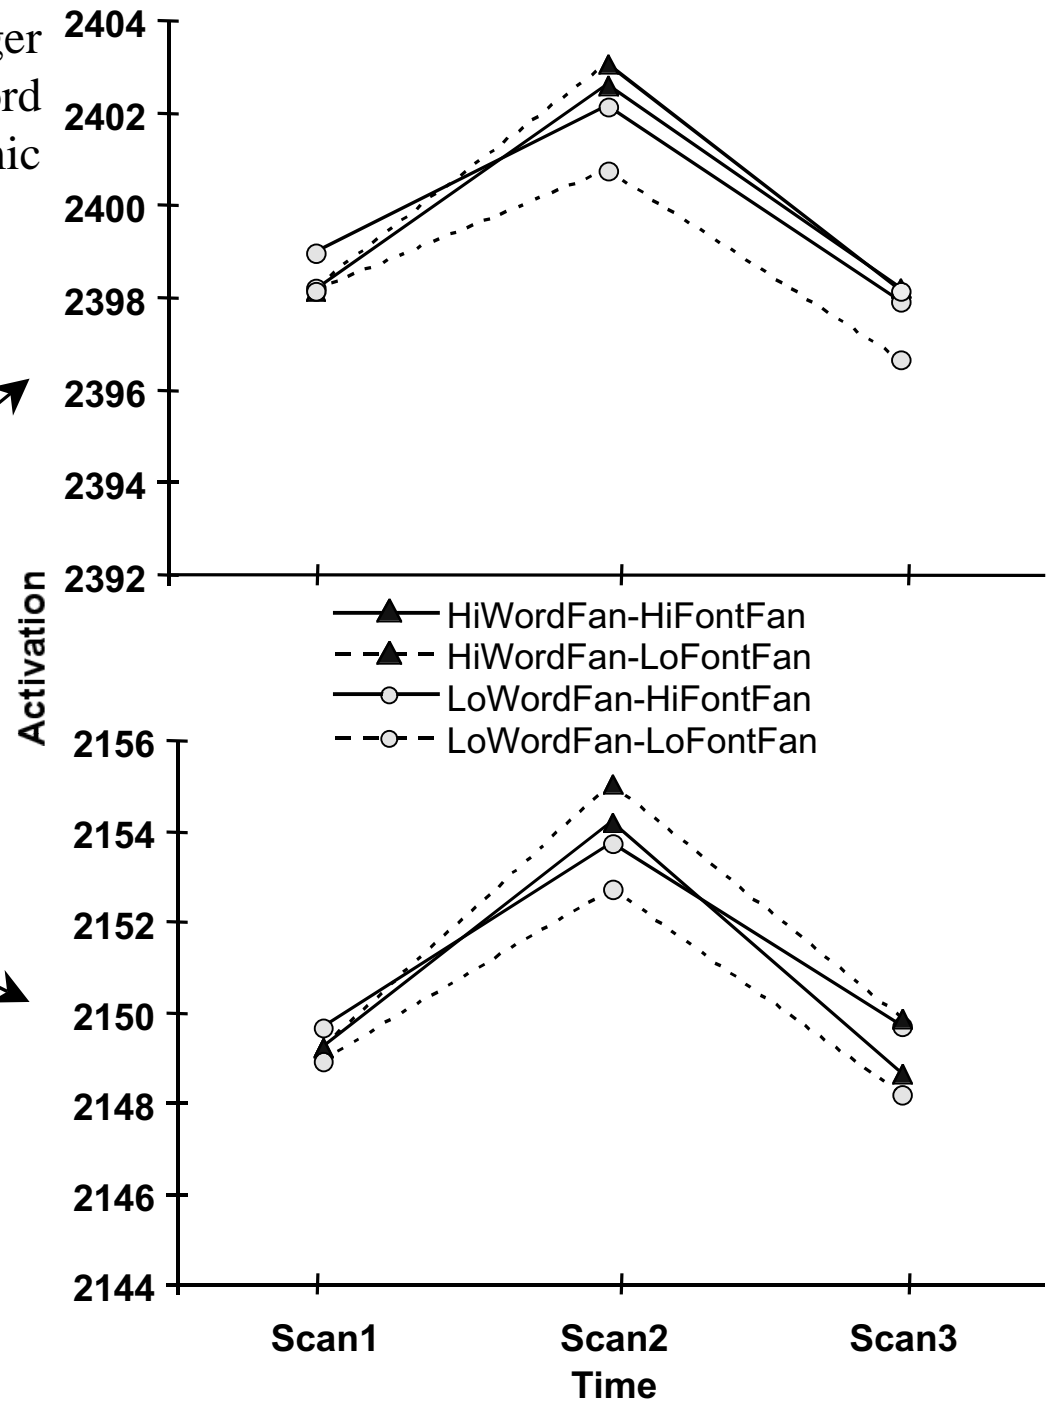 2404
2402
2400
2398
2396
2394
2392
Activation
HiWordFan-HiFontFan
HiWordFan-LoFontFan
LoWordFan-HiFontFan
LoWordFan-LoFontFan
2156
2154
2152
2150
2148
2146
2144
Scan1 Scan2 Scan3
Time